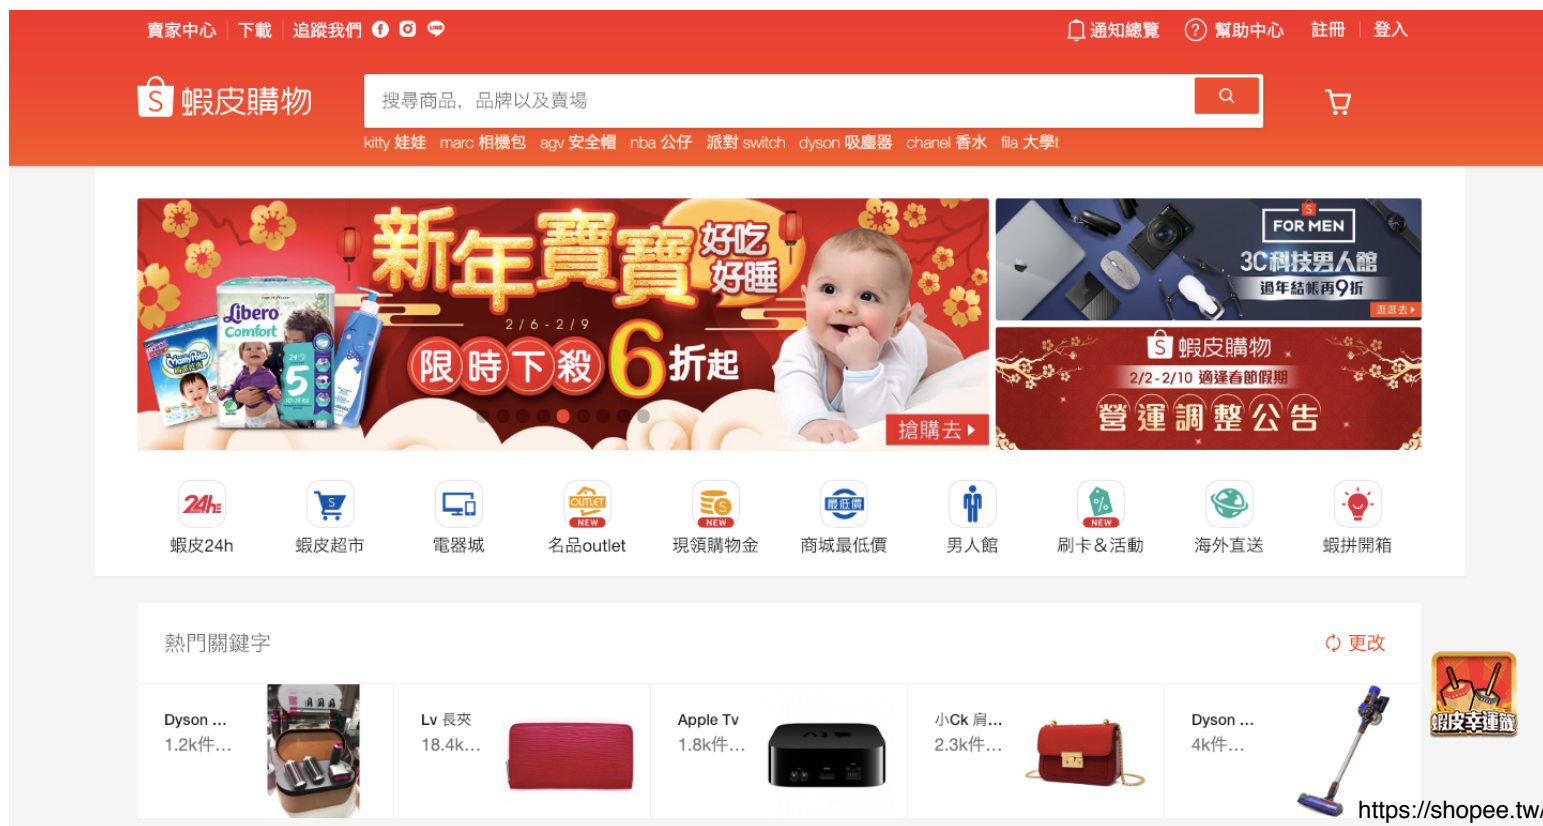 賣家中心 下載 追蹤我們
通知總覽 幫助中心 註冊 登入
蝦皮購物
搜尋商品，品牌以及賣場
kitty 娃娃 marc 相機包 agv 安全帽 nba 公仔 派對 switch dyson 吸塵器 chanel 香水 fila 大學t
新年寶寶
好吃
好睡
2/6-2/9
限時下殺6折起
Libero
Comfort
5
MamyPoko
搶購去
FOR MEN
3C科技男人館
過年結帳再9折
逛逛去
蝦皮購物
2/2-2/10 適逢春節假期
營運調整公告
24h
OUTLET
NEW
NEW
最低價
NEW
蝦皮24h
蝦皮超市
電器城
名品outlet
現領購物金
商城最低價
男人館
刷卡＆活動
海外直送
蝦拼開箱
熱門關鍵字
更改
Dyson ...
1.2k件...
Lv 長夾
18.4k...
Apple Tv
1.8k件...
小Ck 肩...
2.3k件...
Dyson ...
4k件...
蝦皮幸運籤
https://shopee.tw/